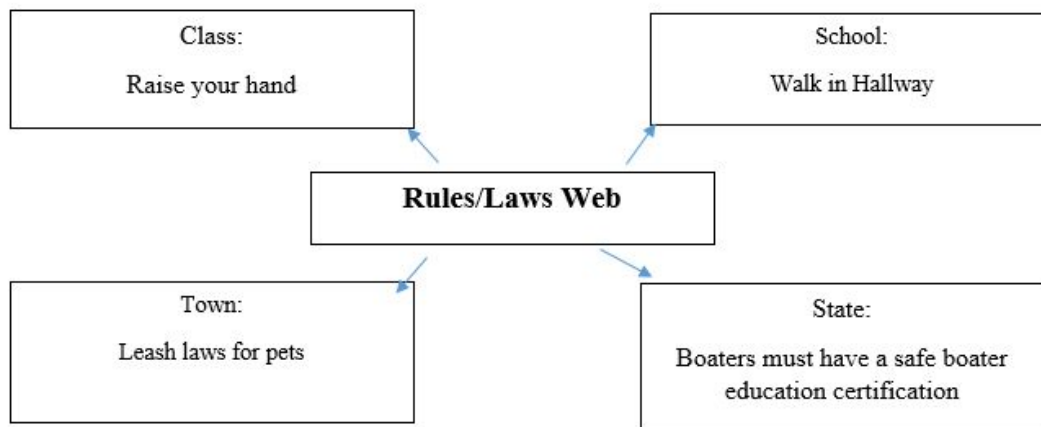 Class:
Raise your hand
School:
Walk in Hallway
Rules/Laws Web
Town:
Leash laws for pets
State:
Boaters must have a safe boater
education certification